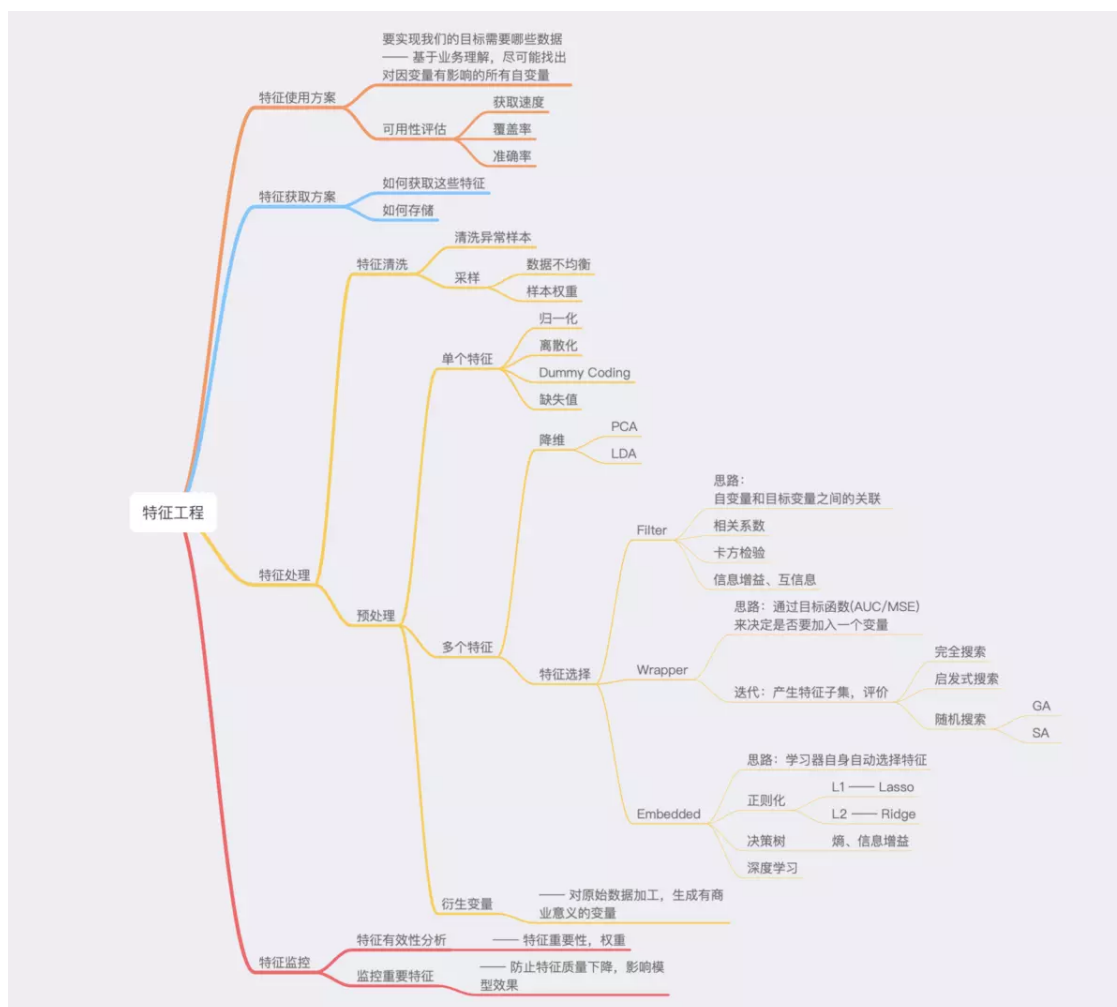 要实现我们的目标需要哪些数据
—— 基于业务理解，尽可能找出
对因变量有影响的所有自变量
特征使用方案
获取速度
可用性评估
覆盖率
准确率
如何获取这些特征
特征获取方案
如何存储
清洗异常样本
特征清洗
数据不均衡
采样
样本权重
归一化
单个特征
离散化
Dummy Coding
缺失值
PCA
降维
LDA
思路：
自变量和目标变量之间的关联
Filter
相关系数
卡方检验
信息增益、互信息
特征工程
特征处理
预处理
思路：通过目标函数(AUC/MSE)
来决定是否要加入一个变量
多个特征
特征选择
Wrapper
完全搜索
迭代：产生特征子集，评价
启发式搜索
随机搜索
GA
SA
思路：学习器自身自动选择特征
正则化
L1 —— Lasso
L2 —— Ridge
Embedded
决策树
熵、信息增益
深度学习
衍生变量
—— 对原始数据加工，生成有商
业意义的变量
特征有效性分析
—— 特征重要性，权重
特征监控
监控重要特征
—— 防止特征质量下降，影响模
型效果